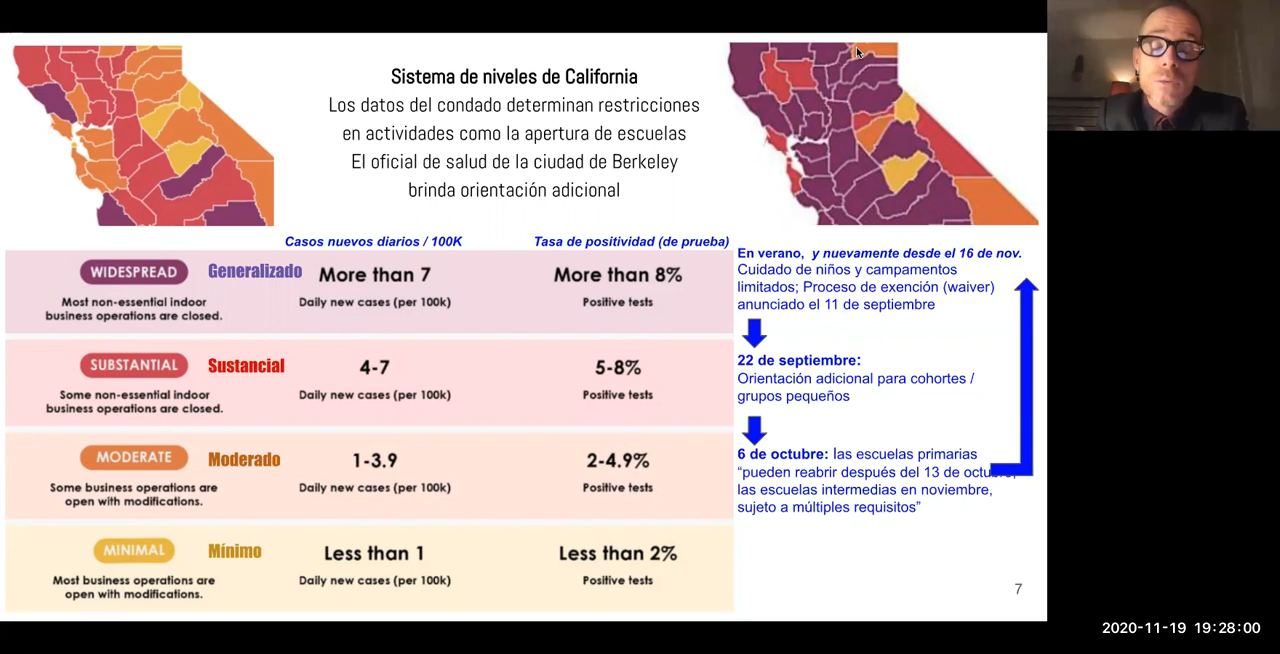 Sistema de niveles de California
Los datos del condado determinan restricciones
en actividades como la apertura de escuelas
El oficial de salud de la ciudad de Berkeley
brinda orientación adicional
Casos nuevos diarios / 100K
Tasa de positividad (de prueba)
WIDESPREAD
Generalizado
More than 7
More than 8%
Most non-essential indoor
business operations are closed.
Daily new cases (per 100k)
Positive tests
SUBSTANTIAL
Sustancial
4-7
5-8%
Some non-essential indoor
business operations are closed.
Daily new cases (per 100k)
Positive tests
MODERATE
Moderado
1-3.9
2-4.9%
Some business operations are
open with modifications.
Daily new cases (per 100k)
Positive tests
MINIMAL
Mínimo
Less than 1
Less than 2%
Most business operations are
open with modifications.
Daily new cases (per 100k)
Positive tests
En verano, y nuevamente desde el 16 de nov.
Cuidado de niños y campamentos
limitados; Proceso de exención (waiver)
anunciado el 11 de septiembre
22 de septiembre:
Orientación adicional para cohortes /
grupos pequeños
6 de octubre: las escuelas primarias
“pueden reabrir después del 13 de octubre,
las escuelas intermedias en noviembre,
sujeto a múltiples requisitos”
7
2020-11-19 19:28:00